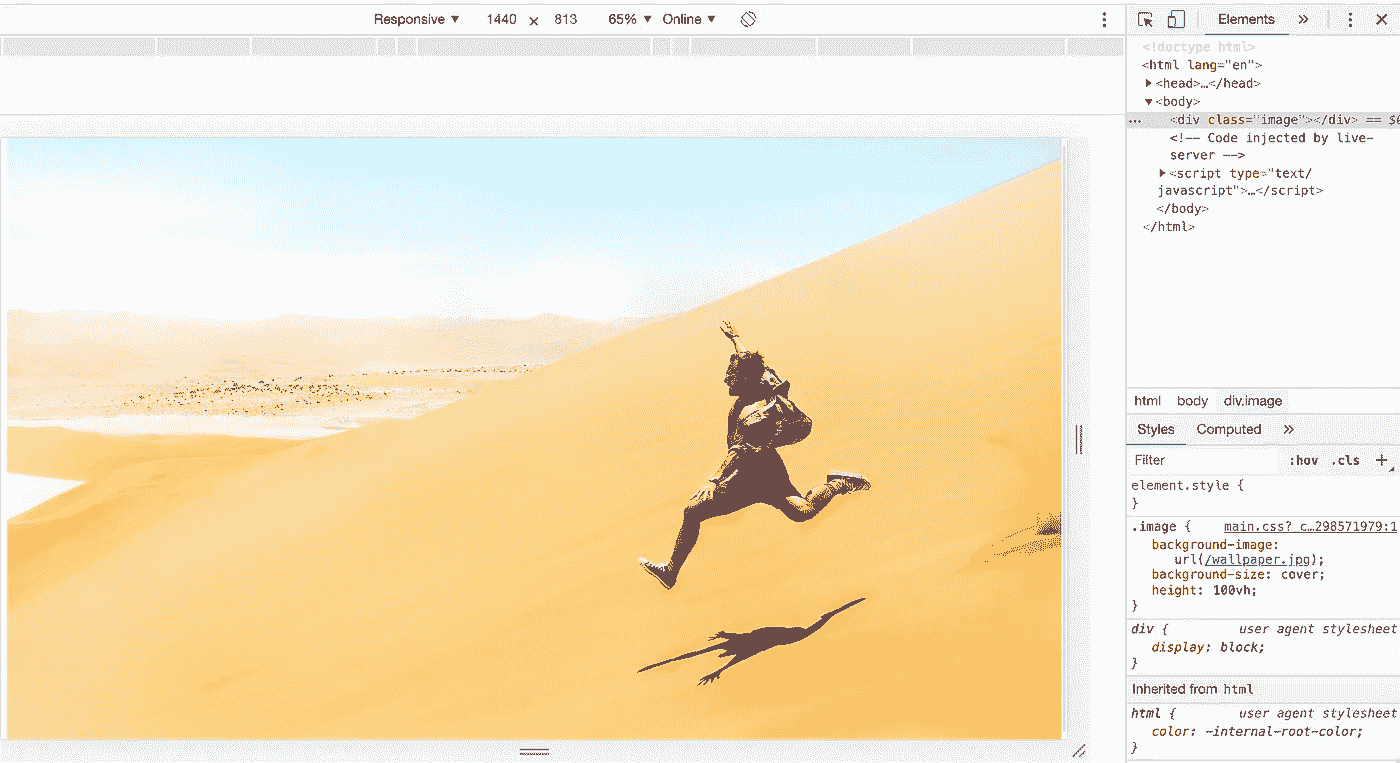 Responsive ▼ 1440 × 813 65% ▼ Online ▼
Elements »
<!doctype html>
<html lang="en">
<head>…</head>
<body>
… <div class="image"></div> == $
<!-- Code injected by live-
server -->
<script type="text/
javascript">…</script>
</body>
</html>
html body div.image
Styles Computed »
Filter :hov .cls +
element.style {
}
.image { main.css?_c…298571979:1
background-image:
url(/wallpaper.jpg);
background-size: cover;
height: 100vh;
}
div { user agent stylesheet
display: block;
}
Inherited from html
html { user agent stylesheet
color: -internal-root-color;
}